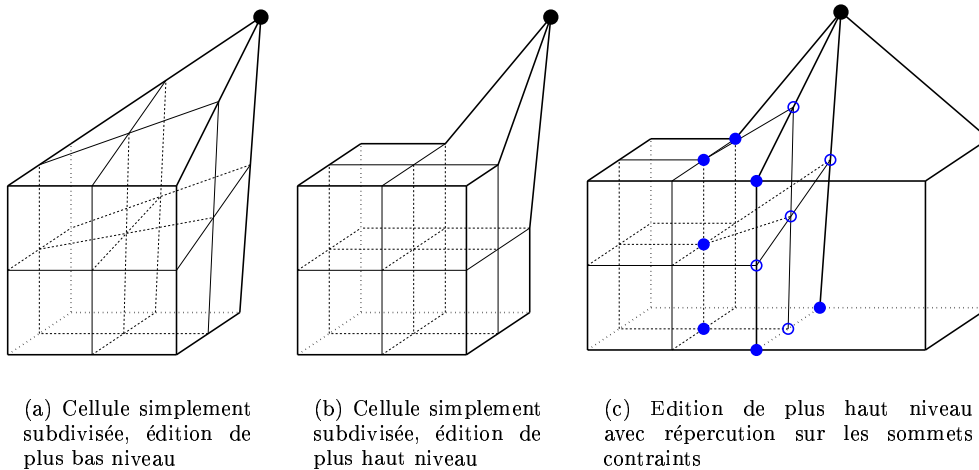 (a) Cellule simplement
subdivisée, édition de
plus bas niveau
(b) Cellule simplement
subdivisée, édition de
plus haut niveau
(c) Edition de plus haut niveau
avec répercution sur les sommets
contraints